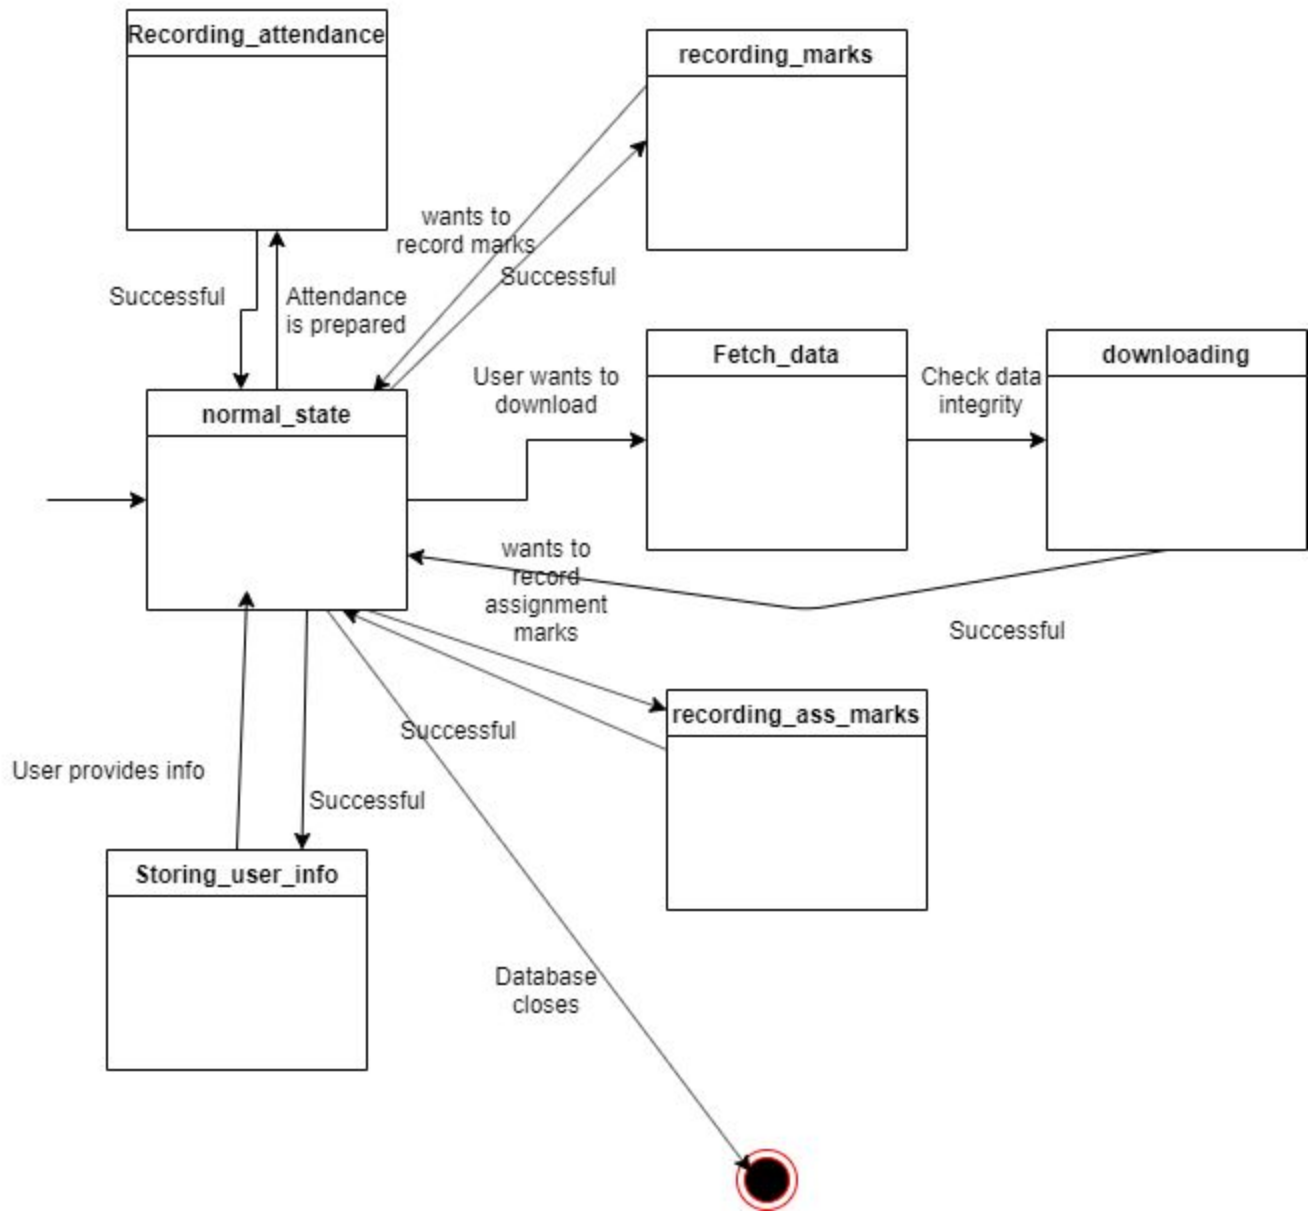 Recording_attendance
recording_marks
wants to
record marks
Successful
Successful
Attendance
is prepared
Fetch_data
downloading
User wants to
download
Check data
integrity
normal_state
wants to
record
assignment
marks
Successful
recording_ass_marks
Successful
User provides info
Successful
Storing_user_info
Database
closes